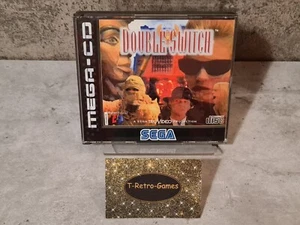 DOUBLE SWITCH
MEGA-CD
SEGA
T-Retro-Games